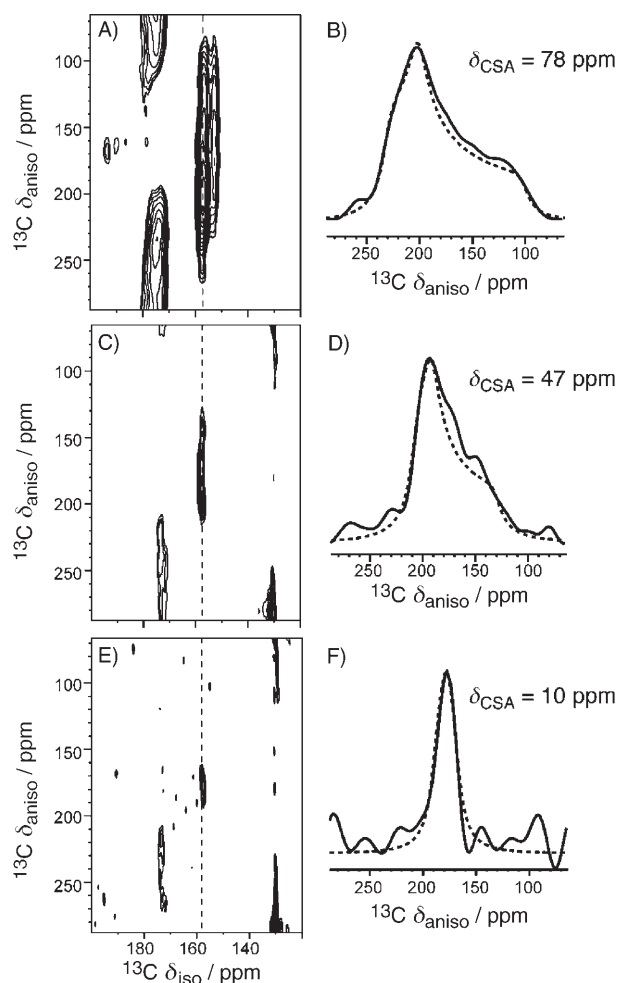 A)
100
150
200
250
¹³C δaniso / ppm
B)
δCSA = 78 ppm
250 200 150 100
¹³C δaniso / ppm
C)
100
150
200
250
¹³C δaniso / ppm
D)
δCSA = 47 ppm
250 200 150 100
¹³C δaniso / ppm
E)
100
150
200
250
¹³C δaniso / ppm
180 160 140
¹³C δiso / ppm
F)
δCSA = 10 ppm
250 200 150 100
¹³C δaniso / ppm